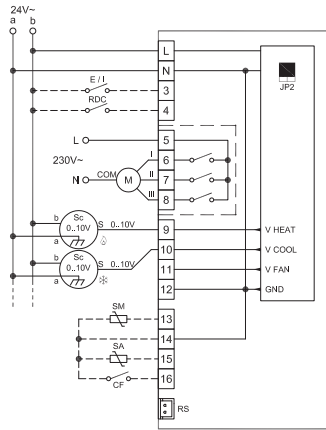 24V~
a b
L
N
JP2
E / I
3
RDC
4
L
5
230V~
I
6
N COM M II
7
III
8
b Sc
0..10V
S 0..10V
a
9
V HEAT
b Sc
0..10V
S 0..10V
a
10
V COOL
11
V FAN
12
GND
SM
13
14
SA
15
CF
16
RS